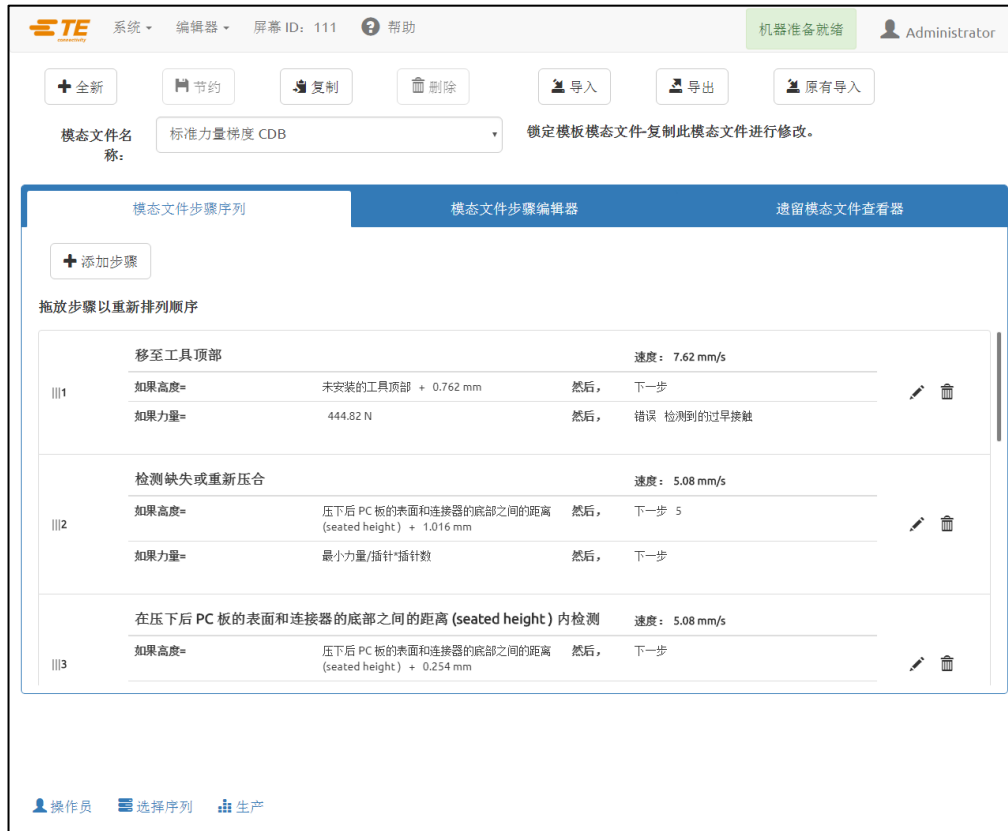 TE
connectivity
系统
编辑器
屏幕 ID: 111
帮助
机器准备就绪
Administrator
全新
节约
复制
删除
导入
导出
原有导入
模态文件名
称:
标准力量梯度 CDB
锁定模板模态文件-复制此模态文件进行修改。
模态文件步骤序列
模态文件步骤编辑器
遗留模态文件查看器
添加步骤
拖放步骤以重新排列顺序
移至工具顶部
速度: 7.62 mm/s
1
如果高度=
未安装的工具顶部 + 0.762 mm
然后,
下一步
如果力量=
444.82 N
然后,
错误 检测到的过早接触
检测缺失或重新压合
速度: 5.08 mm/s
2
如果高度=
压下后 PC 板的表面和连接器的底部之间的距离
(seated height) + 1.016 mm
然后,
下一步 5
如果力量=
最小力量/插针*插针数
然后,
下一步
在压下后 PC 板的表面和连接器的底部之间的距离 (seated height) 内检测
速度: 5.08 mm/s
3
如果高度=
压下后 PC 板的表面和连接器的底部之间的距离
(seated height) + 0.254 mm
然后,
下一步
操作员
选择序列
生产